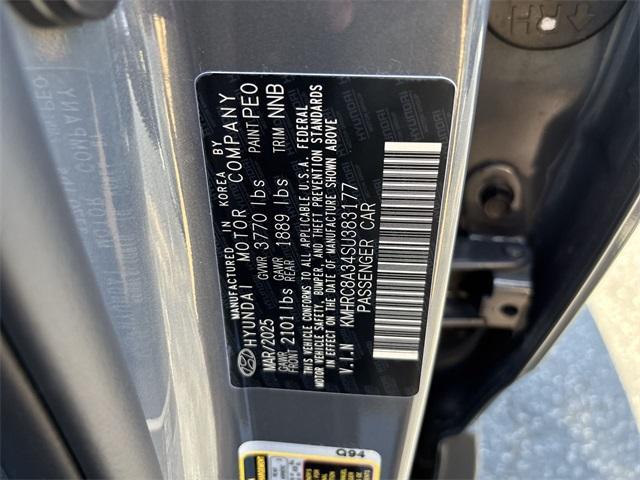 MANUFACTURED IN KOREA BY
HYUNDAI MOTOR COMPANY
MAR/2025 GVWR 3770 lbs PAINT PEO
GAWR FRONT 2101 lbs GAWR REAR 1889 lbs TRIM NNB
THIS VEHICLE CONFORMS TO ALL APPLICABLE U.S.A. FEDERAL
MOTOR VEHICLE SAFETY, BUMPER, AND THEFT PREVENTION STANDARDS
IN EFFECT ON THE DATE OF MANUFACTURE SHOWN ABOVE
V.I.N KMHRC8A34SU383177
PASSENGER CAR
Q94
RH